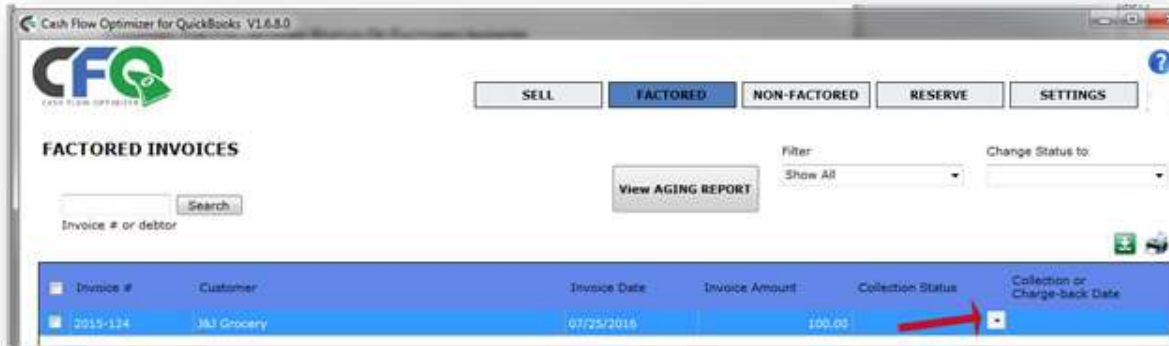 Cash Flow Optimizer for QuickBooks V1.6.8.0
CFO
CASH FLOW OPTIMIZER
SELL FACTORED NON-FACTORED RESERVE SETTINGS
FACTORED INVOICES
Filter Change Status to:
View AGING REPORT Show All
Search
Invoice # or debtor
Invoice # Customer Invoice Date Invoice Amount Collection Status Collection or
Charge-back Date
2015-124 J&J Grocery 07/25/2016 100.00